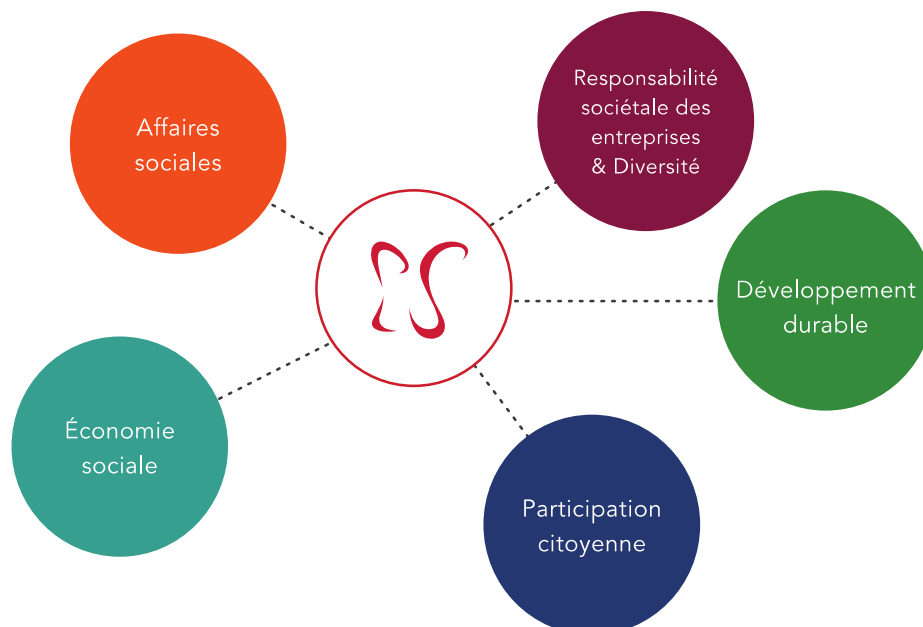 Affaires
sociales
Responsabilité
sociétale des
entreprises
& Diversité
Développement
durable
Économie
sociale
Participation
citoyenne